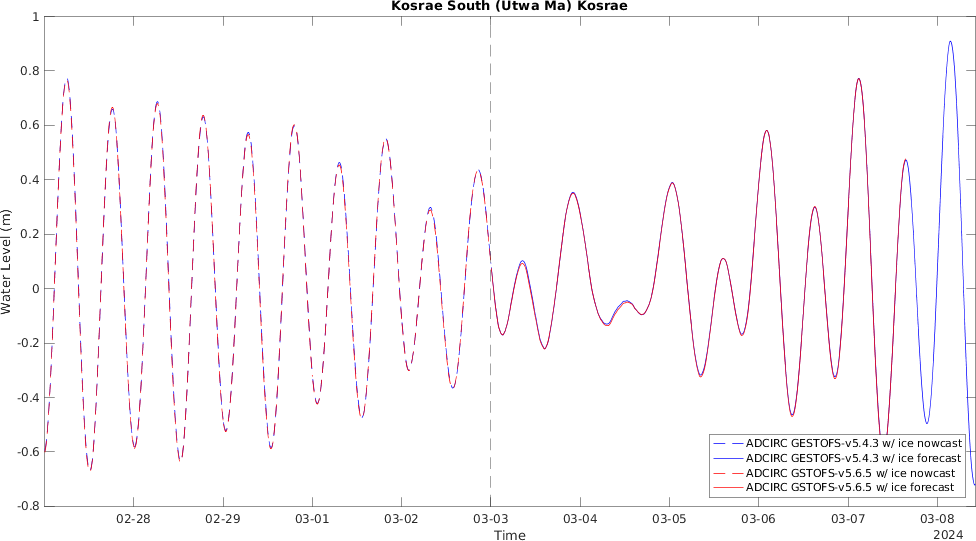 Kosrae South (Utwa Ma) Kosrae
1
0.8
0.6
0.4
0.2
0
-0.2
-0.4
-0.6
-0.8
Water Level (m)
ADCIRC GESTOFS-v5.4.3 w/ ice nowcast
ADCIRC GESTOFS-v5.4.3 w/ ice forecast
ADCIRC GSTOFS-v5.6.5 w/ ice nowcast
ADCIRC GSTOFS-v5.6.5 w/ ice forecast
02-28 02-29 03-01 03-02 03-03 03-04 03-05 03-06 03-07 03-08
Time 2024